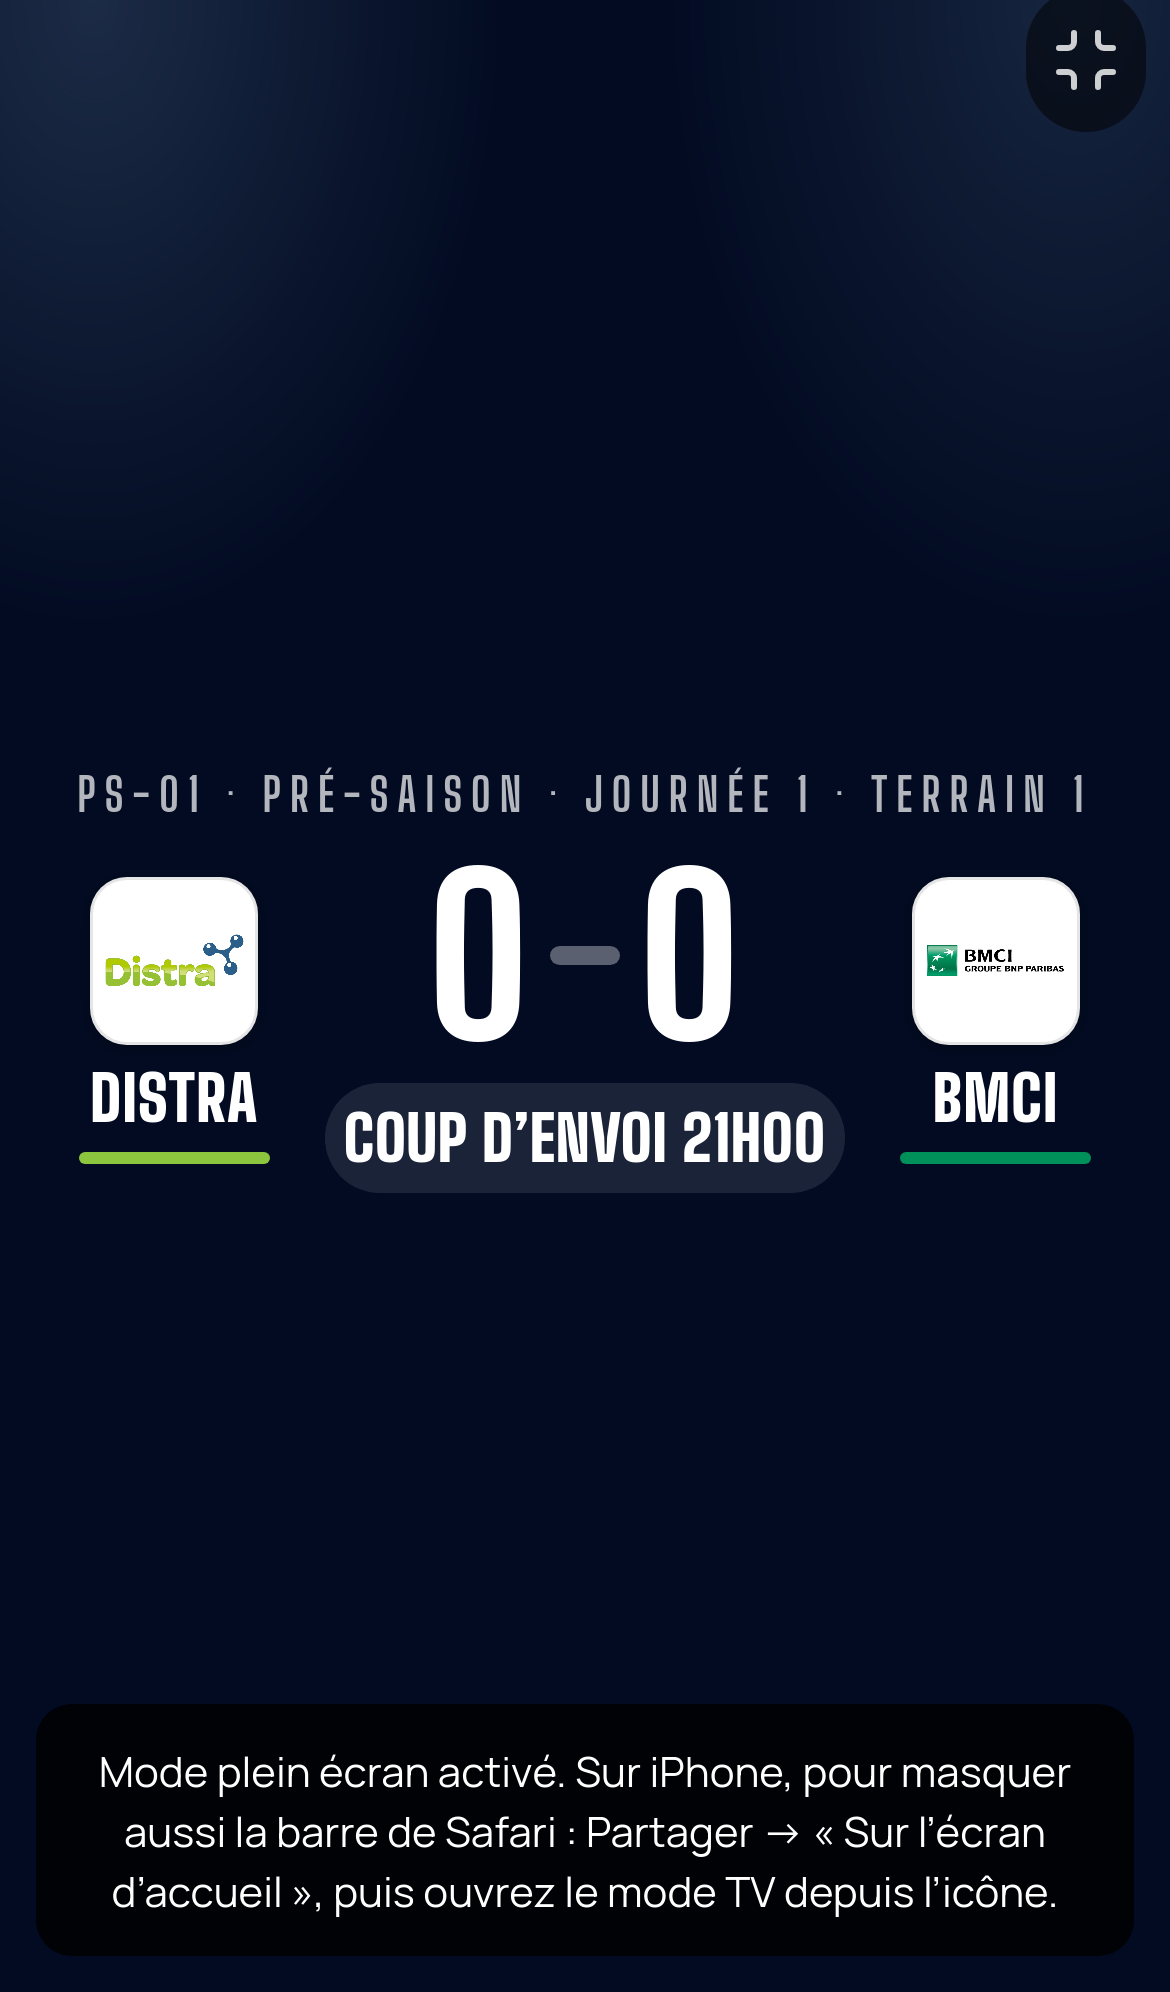 PS-01 · PRÉ-SAISON · JOURNÉE 1 · TERRAIN 1
0 – 0
Distra
BMCI
GROUPE BNP PARIBAS
DISTRA
BMCI
COUP D’ENVOI 21H00
Mode plein écran activé. Sur iPhone, pour masquer
aussi la barre de Safari : Partager → « Sur l’écran
d’accueil », puis ouvrez le mode TV depuis l’icône.